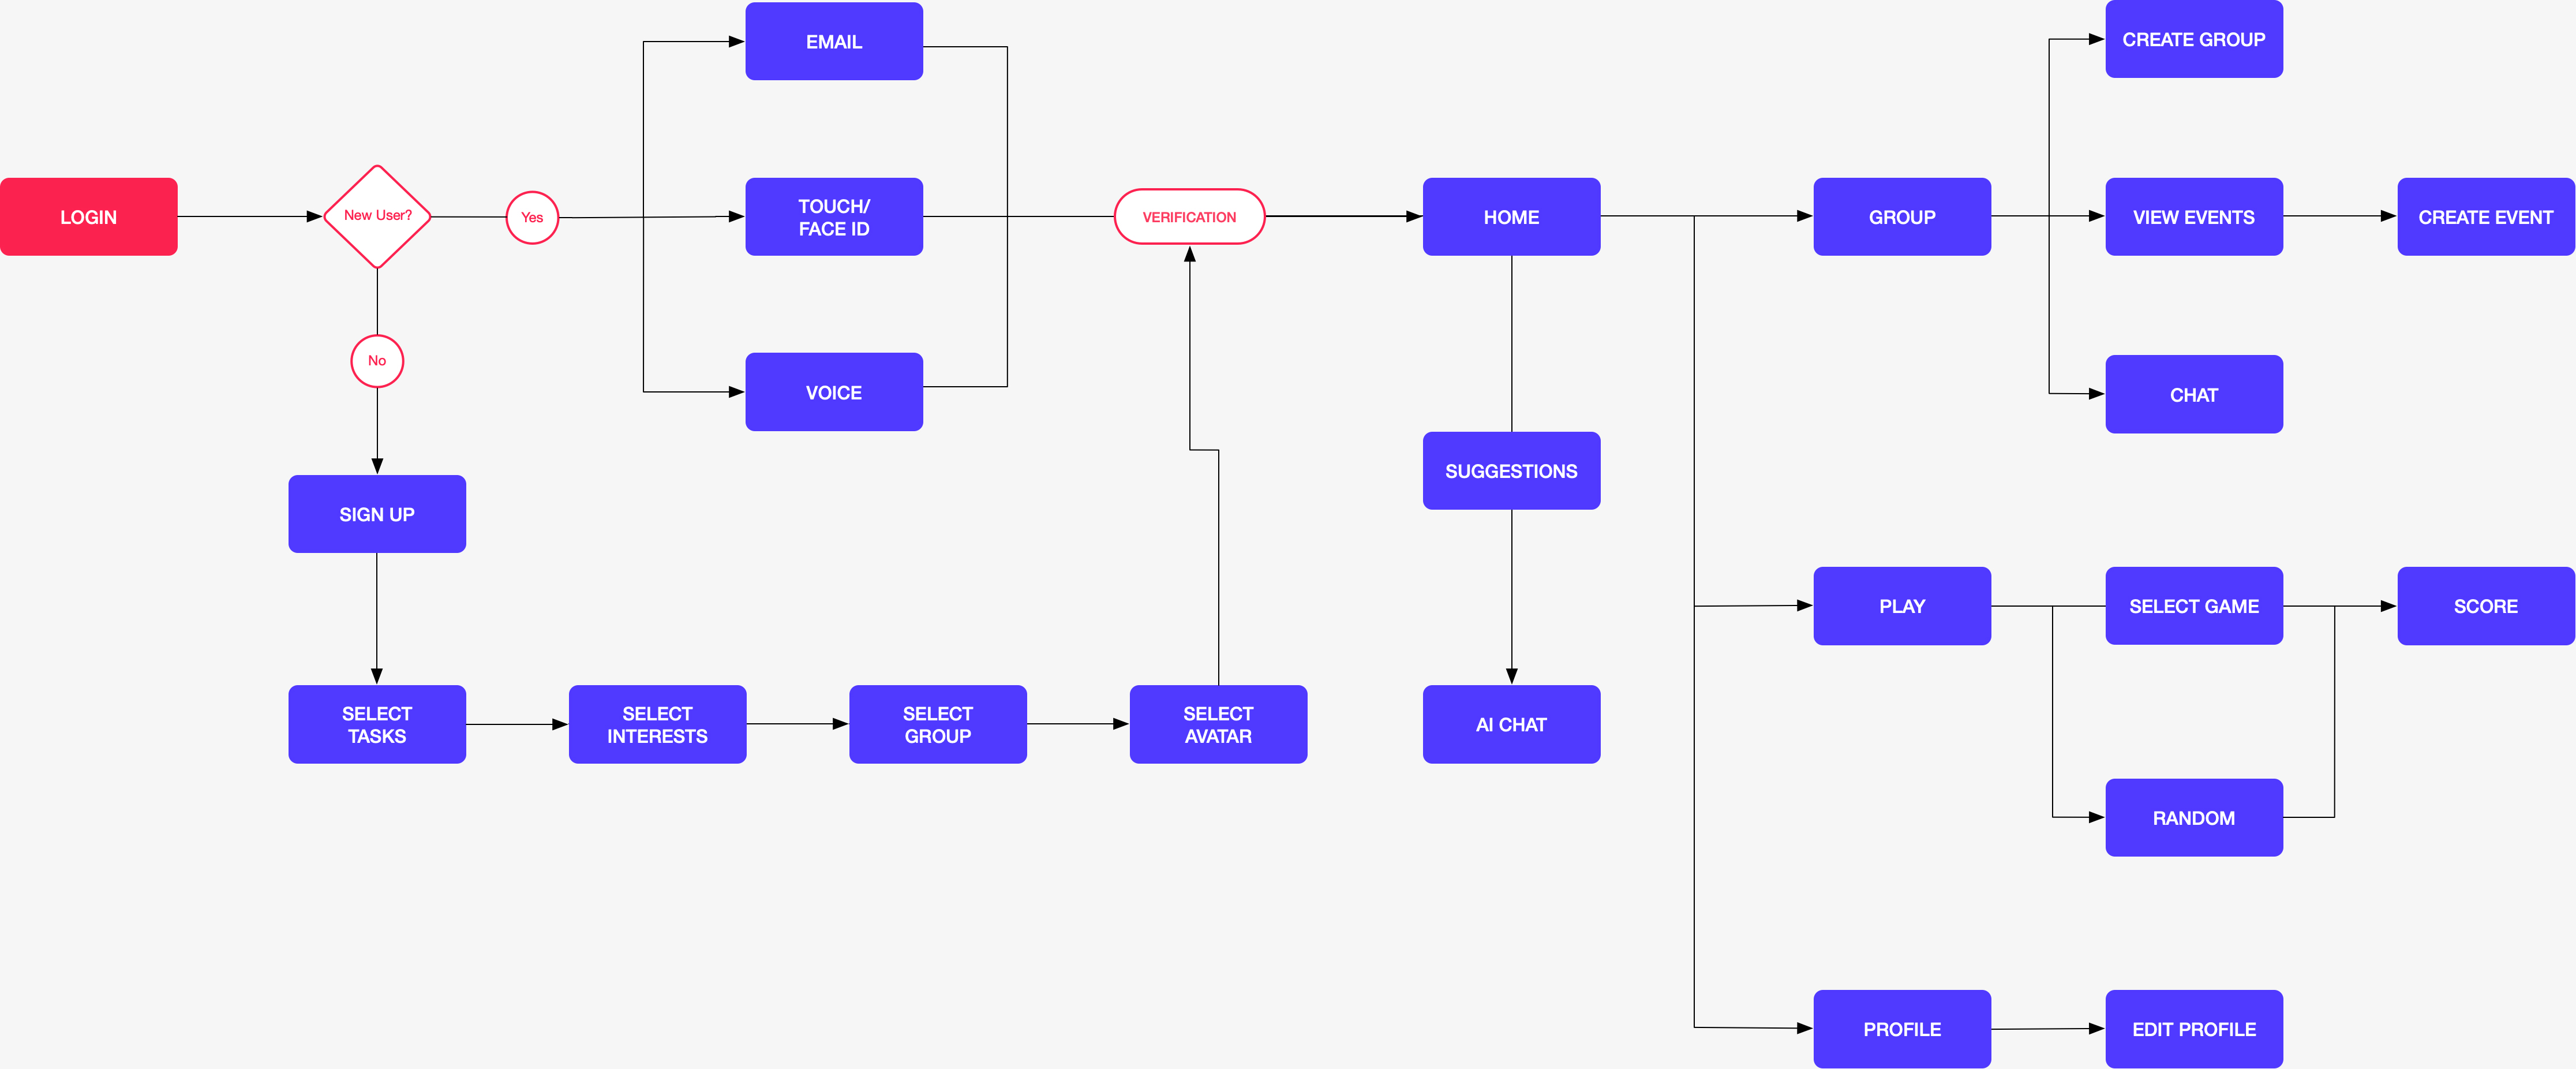 EMAIL
CREATE GROUP
LOGIN
New User?
Yes
TOUCH/
FACE ID
VERIFICATION
HOME
GROUP
VIEW EVENTS
CREATE EVENT
No
VOICE
CHAT
SUGGESTIONS
SIGN UP
PLAY
SELECT GAME
SCORE
SELECT
TASKS
SELECT
INTERESTS
SELECT
GROUP
SELECT
AVATAR
AI CHAT
RANDOM
PROFILE
EDIT PROFILE